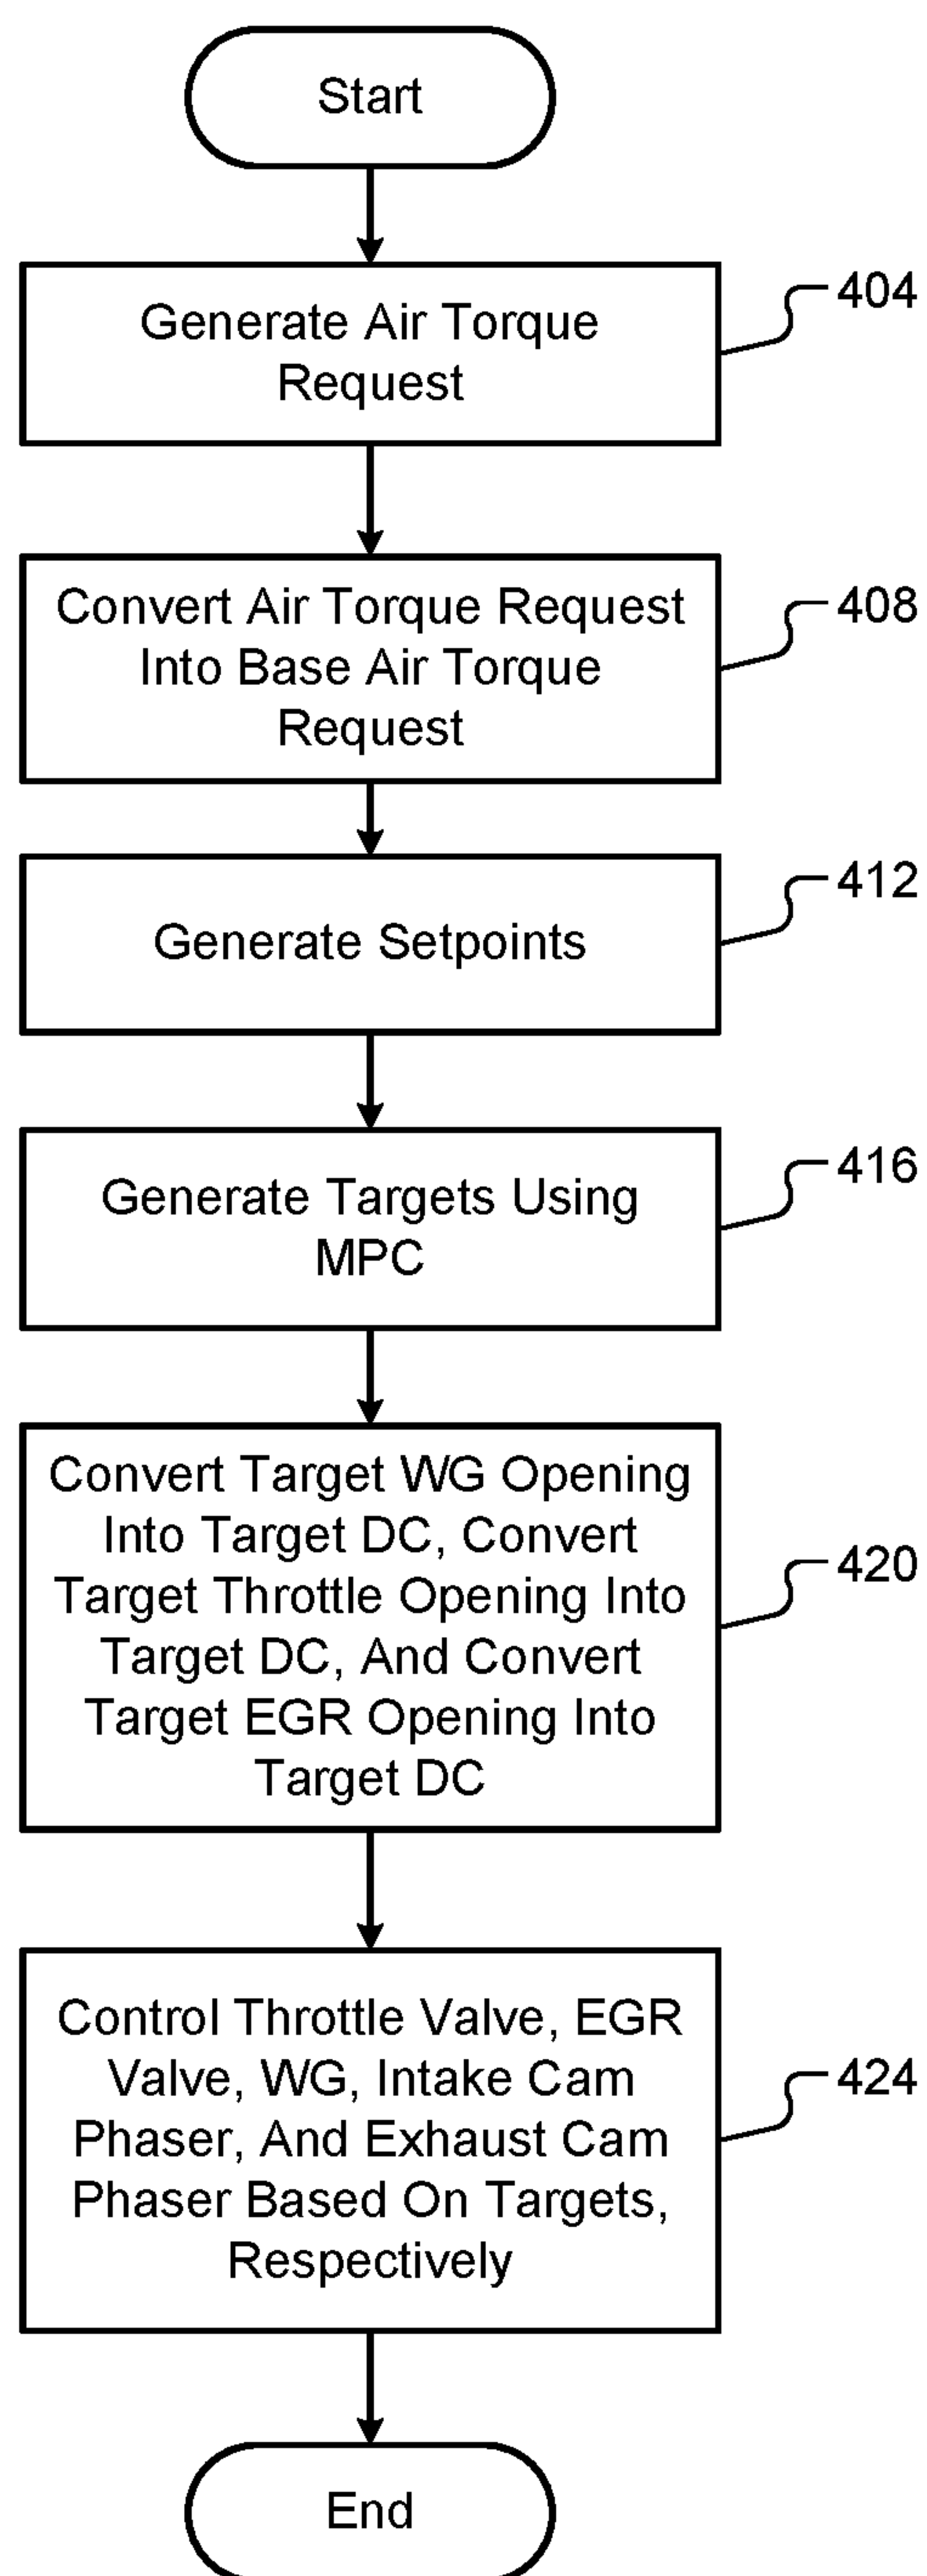 Start
Generate Air Torque
Request
404
Convert Air Torque Request
Into Base Air Torque
Request
408
Generate Setpoints
412
Generate Targets Using
MPC
416
Convert Target WG Opening
Into Target DC, Convert
Target Throttle Opening Into
Target DC, And Convert
Target EGR Opening Into
Target DC
420
Control Throttle Valve, EGR
Valve, WG, Intake Cam
Phaser, And Exhaust Cam
Phaser Based On Targets,
Respectively
424
End